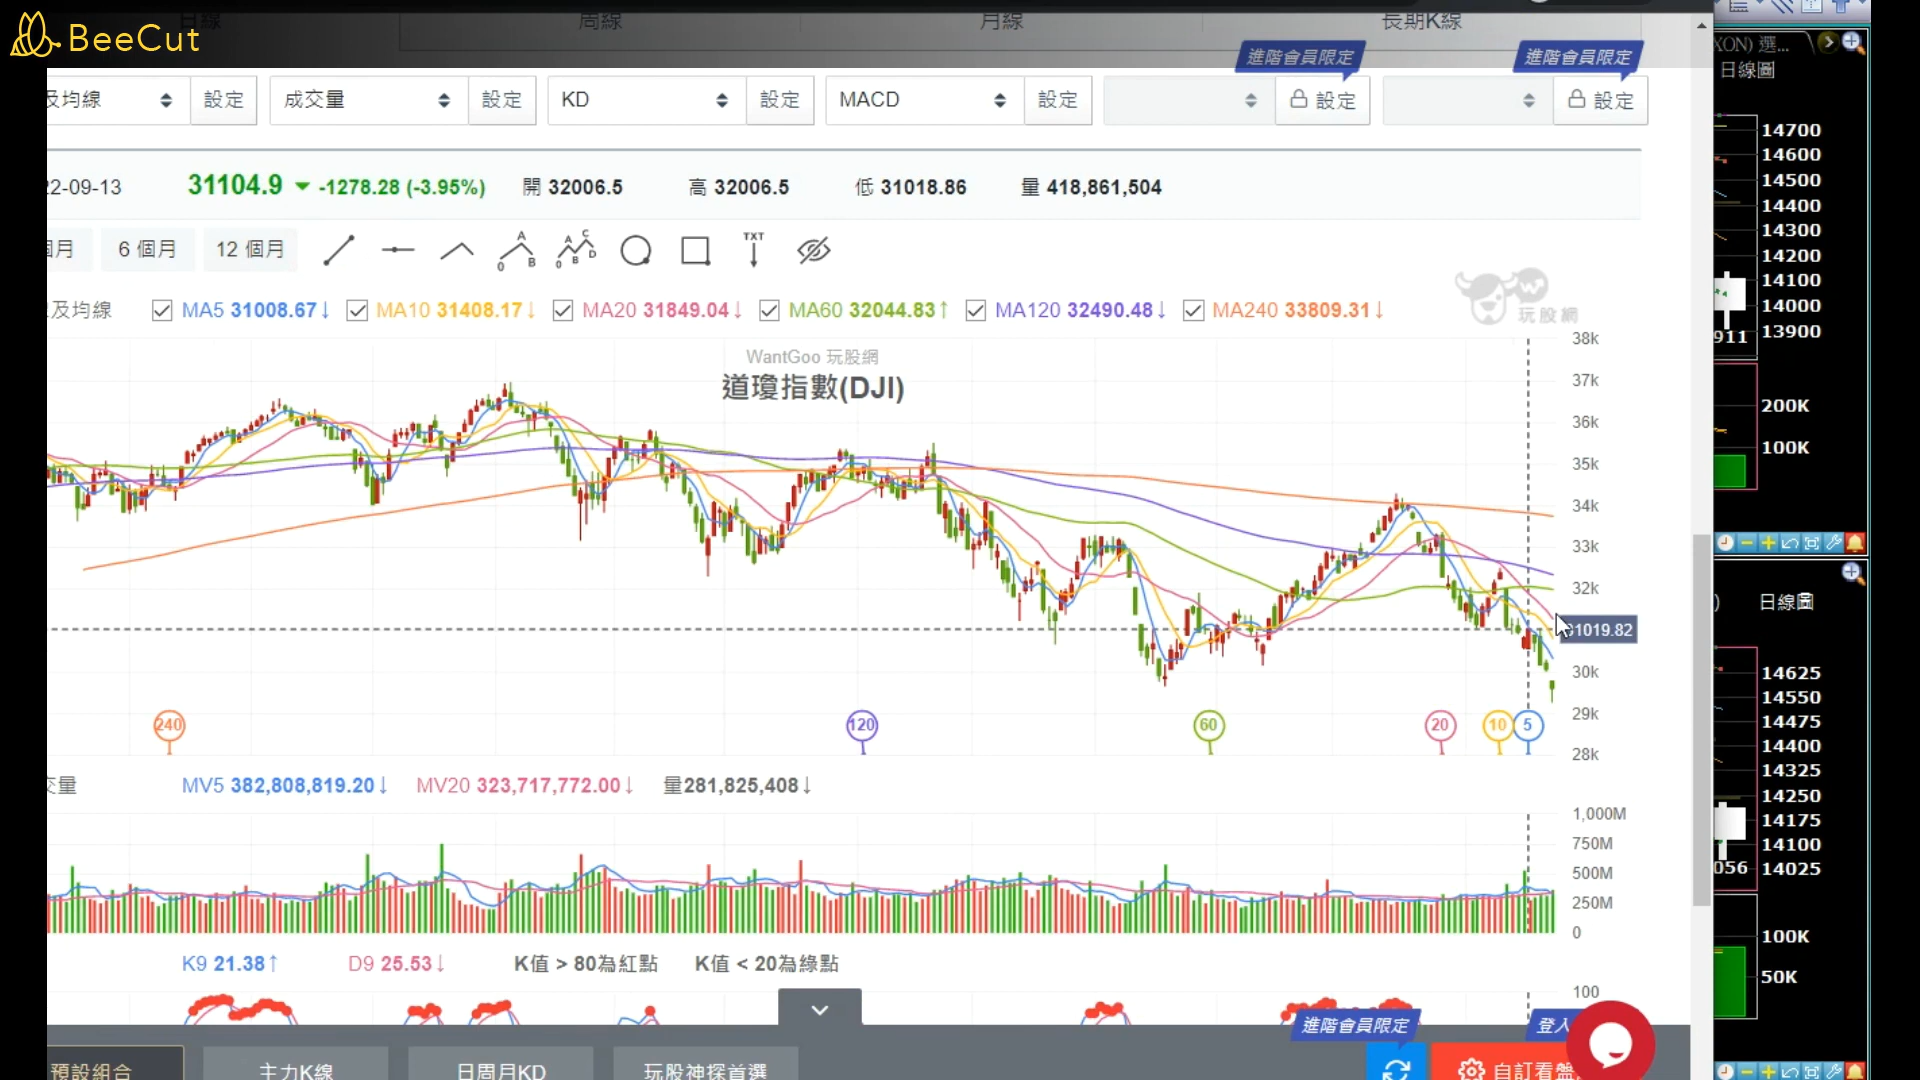 BeeCut
日線
周線
月線
長期K線
進階會員限定
進階會員限定
及均線
設定
成交量
設定
KD
設定
MACD
設定
設定
設定
2-09-13
31104.9 ▼ -1278.28 (-3.95%)
開 32006.5
高 32006.5
低 31018.86
量 418,861,504
個月
6 個月
12 個月
A
0 B
A C
0 B D
TXT
及均線
MA5 31008.67↓
MA10 31408.17↓
MA20 31849.04↓
MA60 32044.83↑
MA120 32490.48↓
MA240 33809.31↓
玩股網
WantGoo 玩股網
道瓊指數(DJI)
38k
37k
36k
35k
34k
33k
32k
31019.82
30k
29k
28k
240
120
60
20
10
5
交量
MV5 382,808,819.20↓
MV20 323,717,772.00↓
量281,825,408↓
1,000M
750M
500M
250M
0
K9 21.38↑
D9 25.53↓
K值 > 80為紅點
K值 < 20為綠點
100
進階會員限定
登入
預設組合
主力K線
日周月KD
玩股神探首選
自訂看盤
XON) 選...
日線圖
14700
14600
14500
14400
14300
14200
14100
14000
13900
911
200K
100K
)
日線圖
14625
14550
14475
14400
14325
14250
14175
14100
14025
056
100K
50K